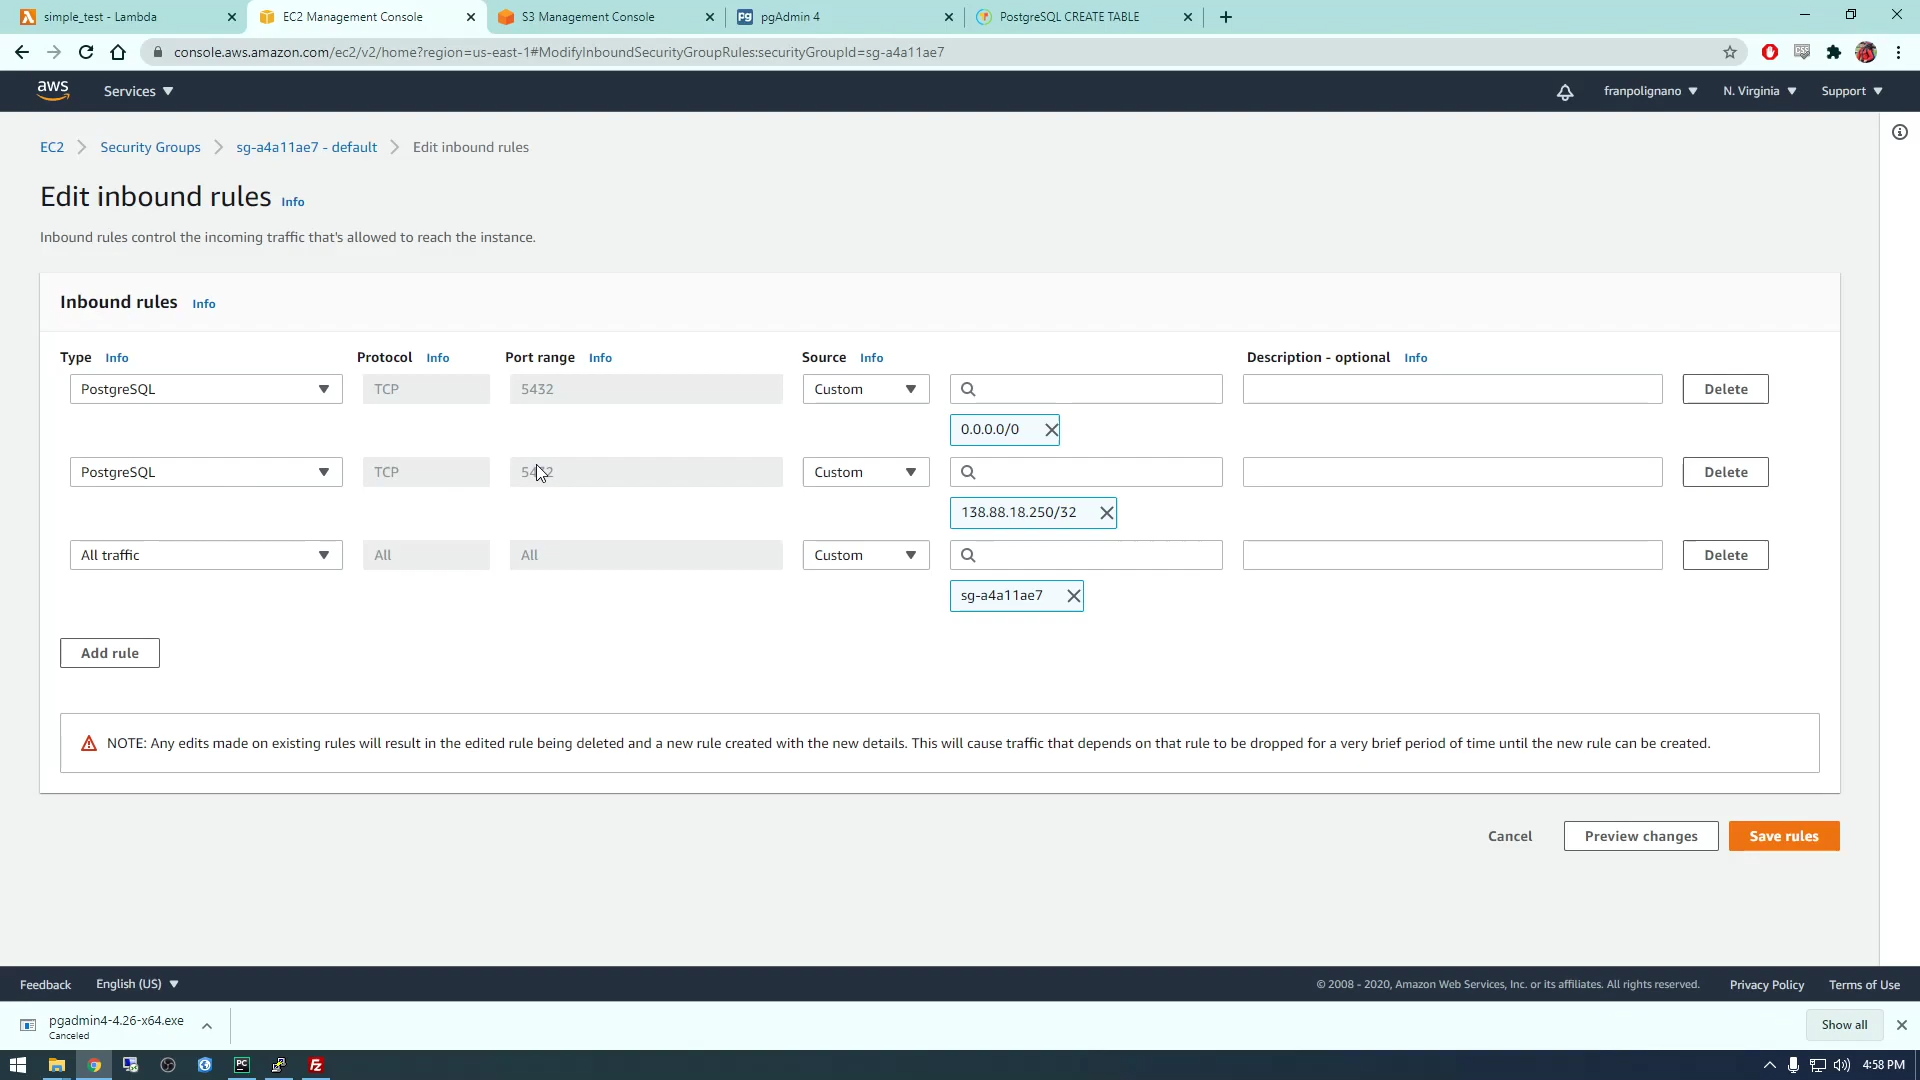 simple_test - Lambda
EC2 Management Console
S3 Management Console
pgAdmin 4
PostgreSQL CREATE TABLE
console.aws.amazon.com/ec2/v2/home?region=us-east-1#ModifyInboundSecurityGroupRules:securityGroupId=sg-a4a11ae7
aws
Services
franpolignano
N. Virginia
Support
EC2 > Security Groups > sg-a4a11ae7 - default > Edit inbound rules
Edit inbound rules Info
Inbound rules control the incoming traffic that's allowed to reach the instance.
Inbound rules Info
Type Info Protocol Info Port range Info Source Info Description - optional Info
PostgreSQL TCP 5432 Custom Delete
0.0.0.0/0
PostgreSQL TCP 5432 Custom Delete
138.88.18.250/32
All traffic All All Custom Delete
sg-a4a11ae7
Add rule
NOTE: Any edits made on existing rules will result in the edited rule being deleted and a new rule created with the new details. This will cause traffic that depends on that rule to be dropped for a very brief period of time until the new rule can be created.
Cancel Preview changes Save rules
Feedback English (US) © 2008 - 2020, Amazon Web Services, Inc. or its affiliates. All rights reserved. Privacy Policy Terms of Use
pgadmin4-4.26-x64.exe
Canceled
Show all
4:58 PM